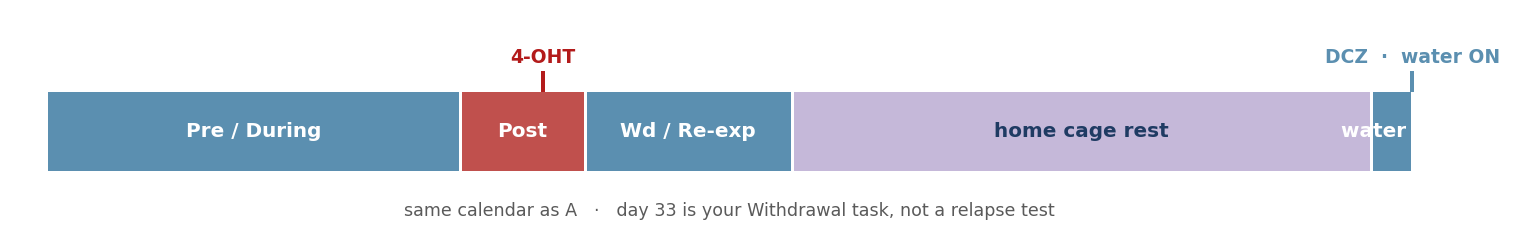 4-OHT
DCZ · water ON
Pre / During
Post
Wd / Re-exp
home cage rest
water
same calendar as A · day 33 is your Withdrawal task, not a relapse test